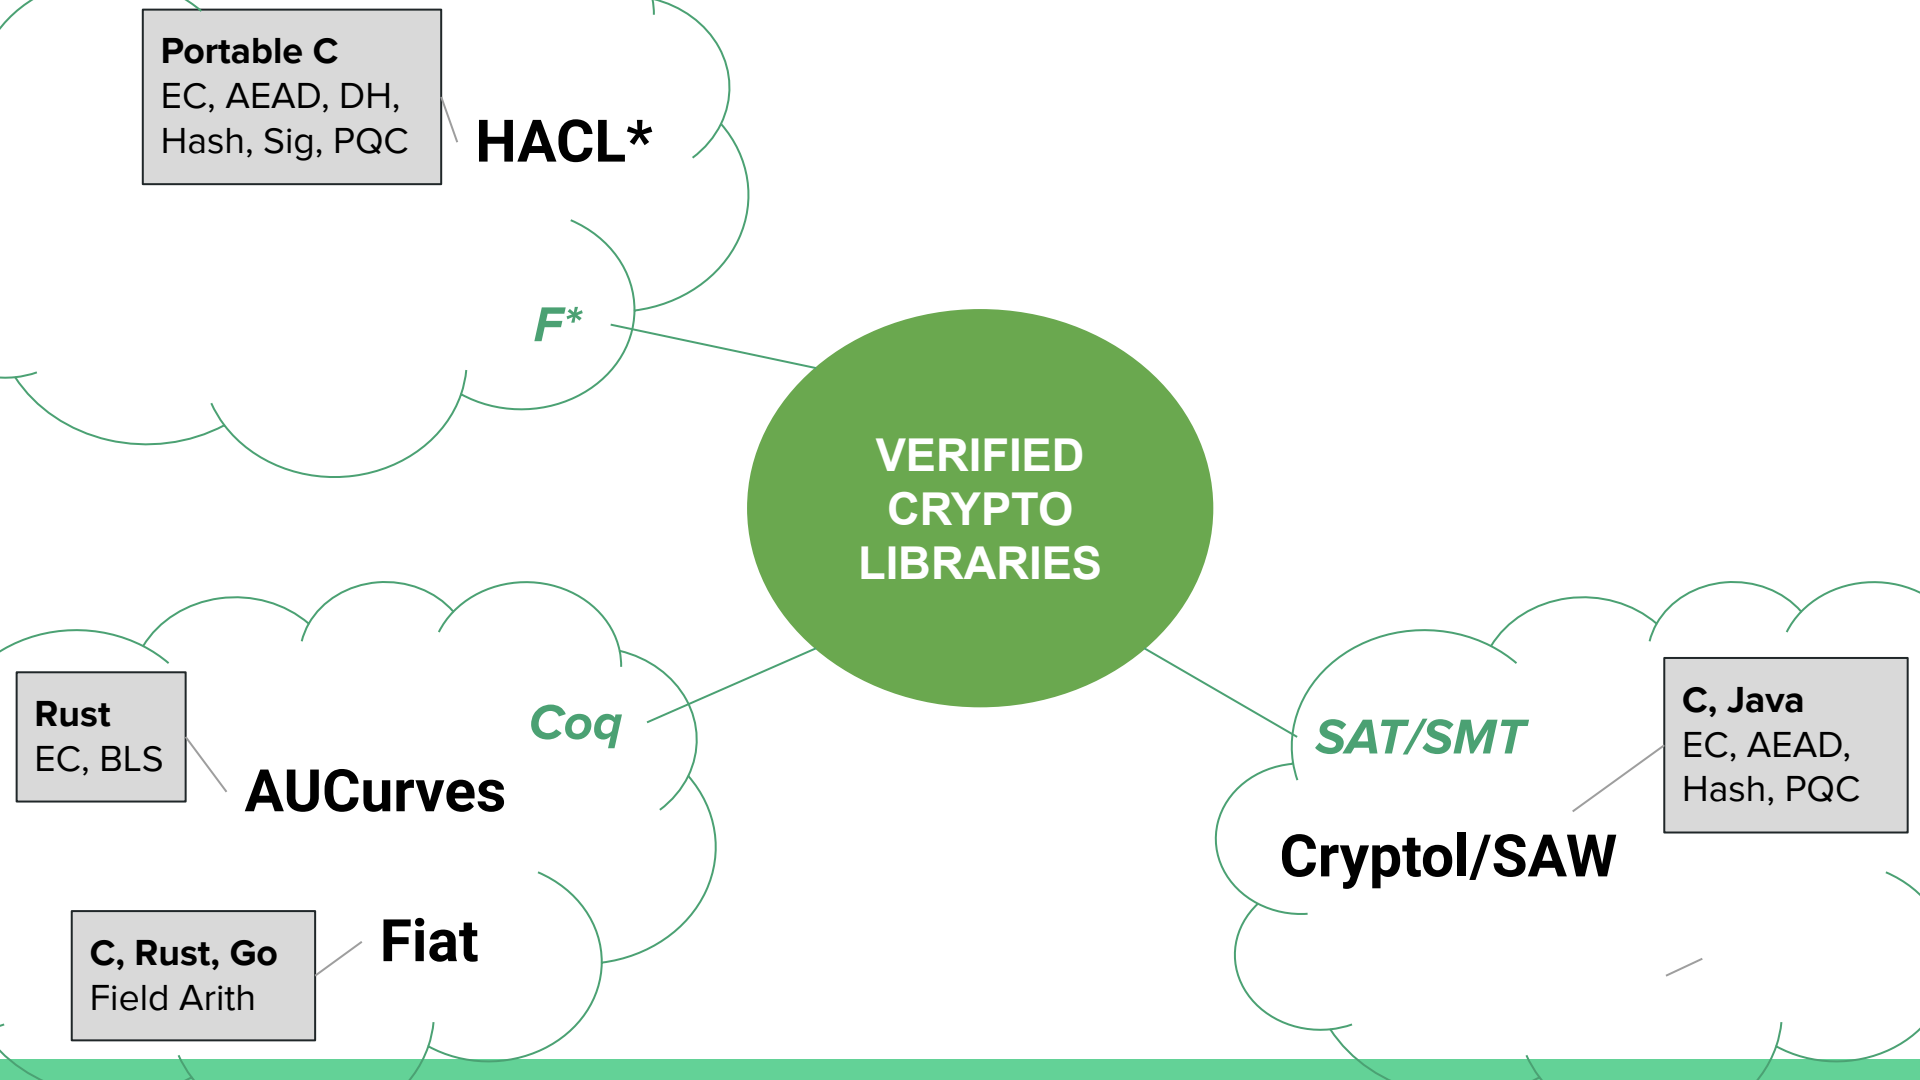 Portable C
EC, AEAD, DH,
Hash, Sig, PQC
HACL*
F*
VERIFIED
CRYPTO
LIBRARIES
Rust
EC, BLS
Coq
AUCurves
C, Rust, Go
Field Arith
Fiat
SAT/SMT
C, Java
EC, AEAD,
Hash, PQC
Cryptol/SAW